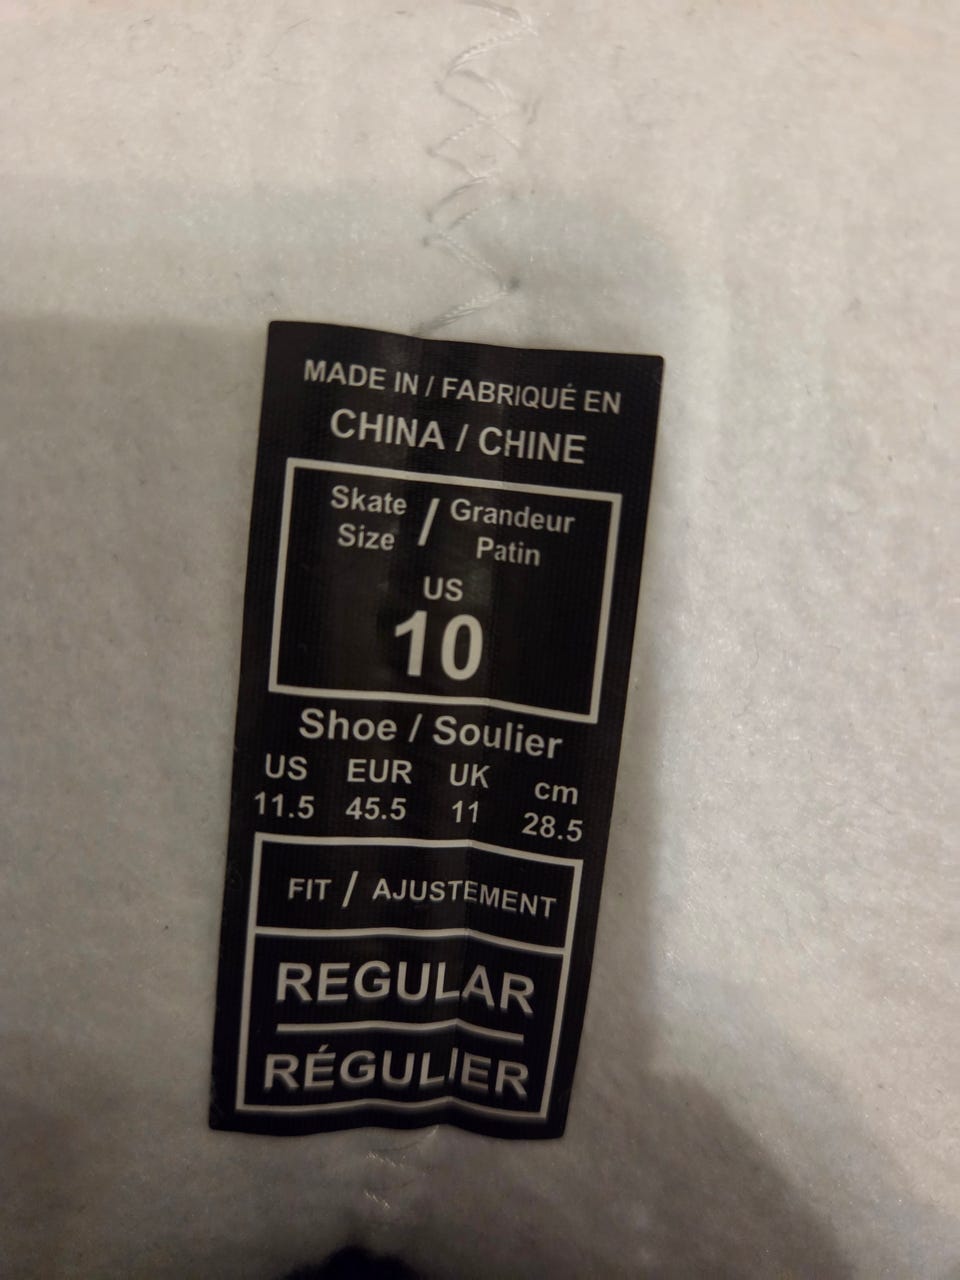 MADE IN / FABRIQUÉ EN
CHINA / CHINE
Skate / Grandeur
Size Patin
US
10
Shoe / Soulier
US EUR UK cm
11.5 45.5 11 28.5
FIT / AJUSTEMENT
REGULAR
RÉGULIER